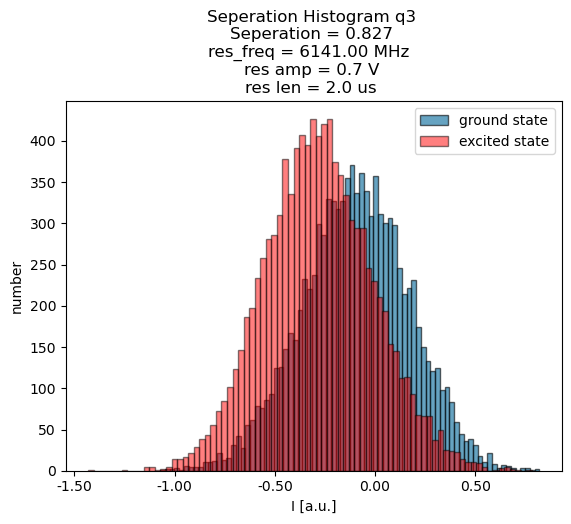 Seperation Histogram q3
Seperation = 0.827
res_freq = 6141.00 MHz
res amp = 0.7 V
res len = 2.0 us
ground state
excited state
400
350
300
250
200
150
100
50
0
number
-1.50
-1.00
-0.50
0.00
0.50
I [a.u.]